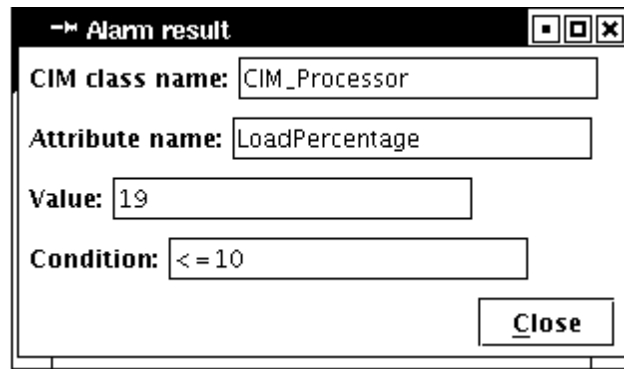 Alarm result
CIM class name: CIM_Processor
Attribute name: LoadPercentage
Value: 19
Condition: <=10
Close